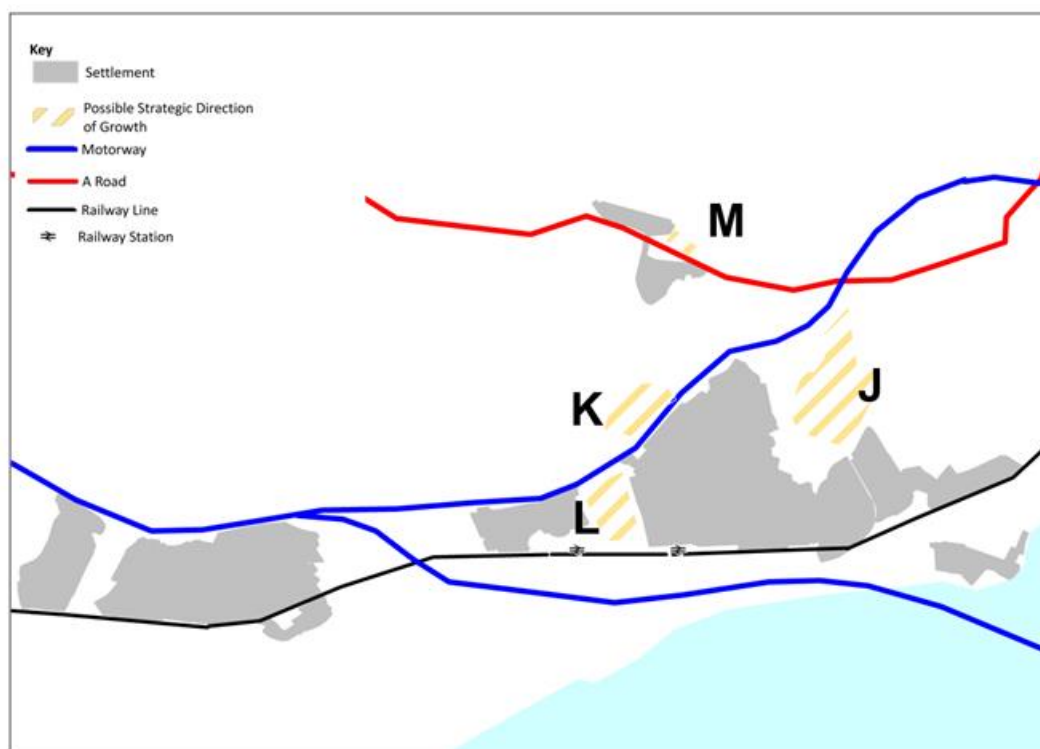 Key
Settlement
Possible Strategic Direction
of Growth
Motorway
A Road
Railway Line
Railway Station
M
K
J
L